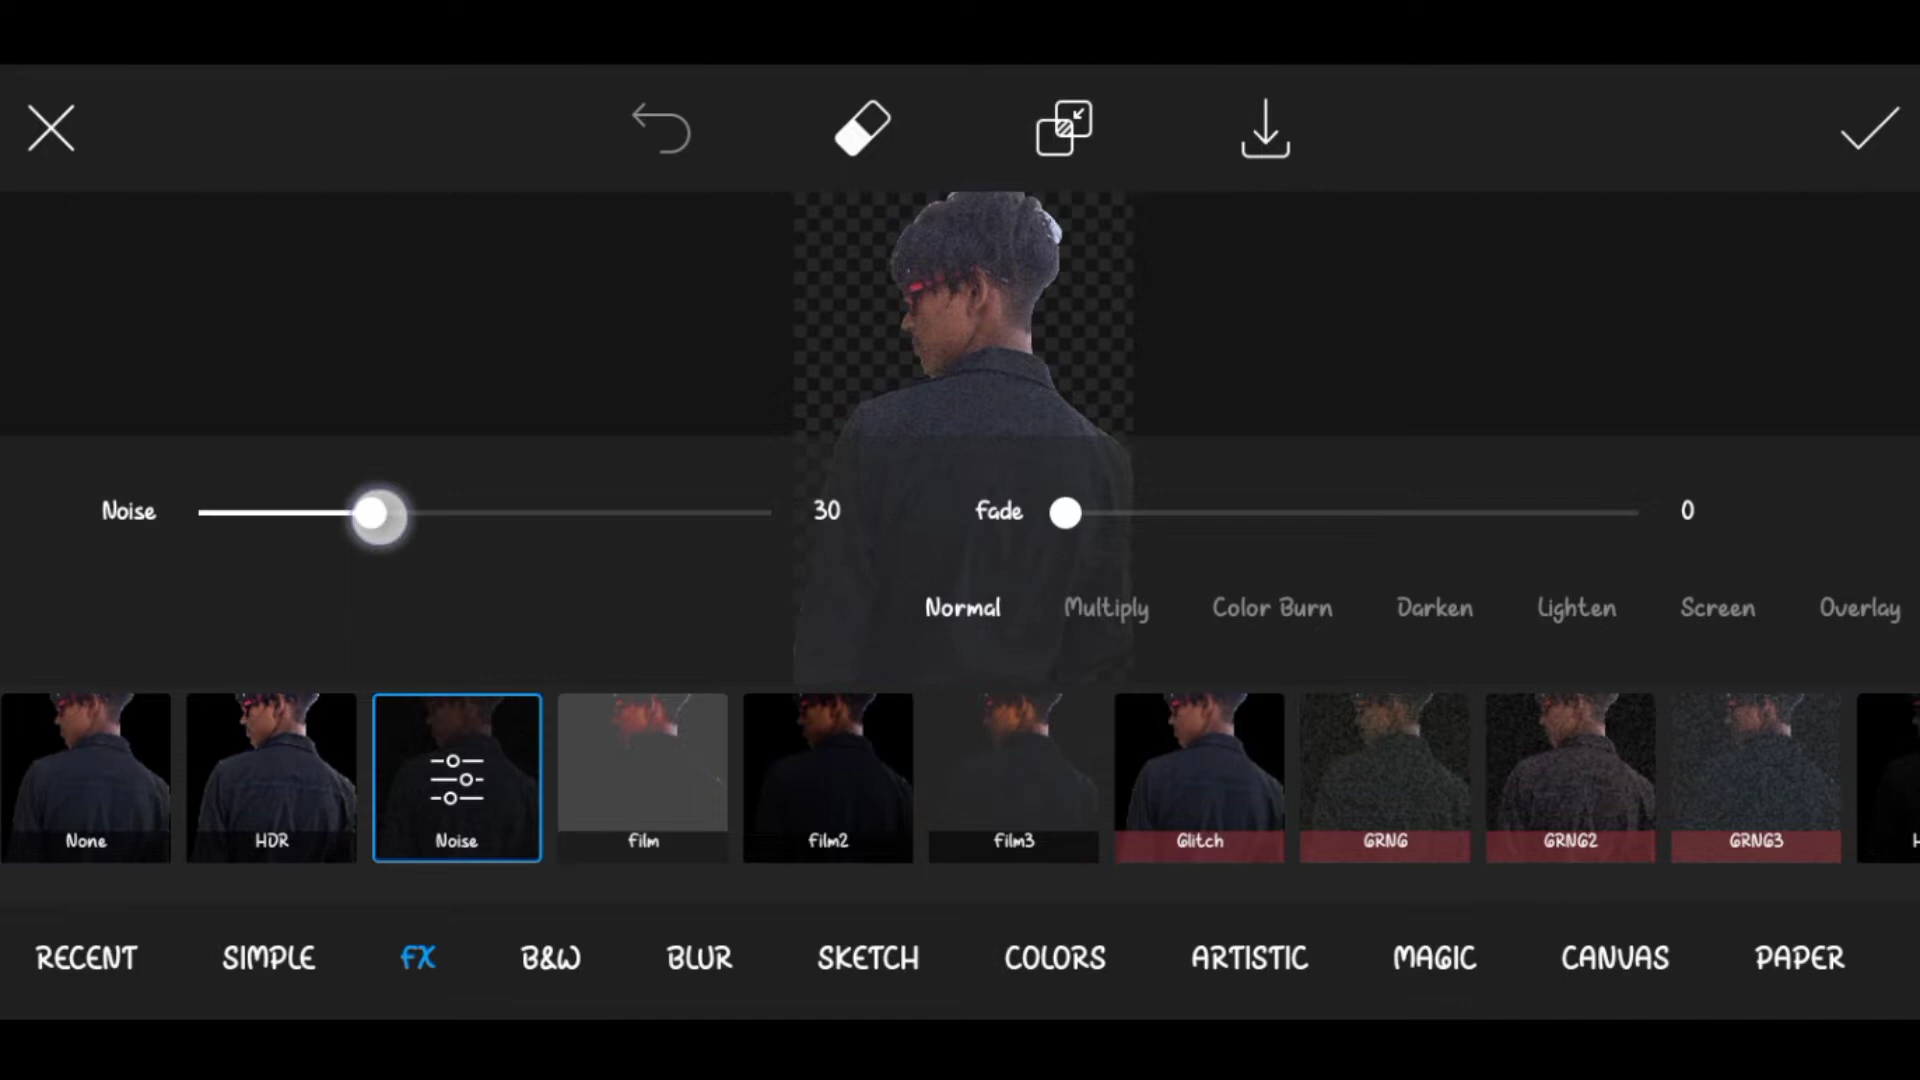 Noise 30 Fade 0
Normal Multiply Color Burn Darken Lighten Screen Overlay
None HDR Noise Film Film2 Film3 Glitch GRNG GRNG2 GRNG3
RECENT SIMPLE FX B&W BLUR SKETCH COLORS ARTISTIC MAGIC CANVAS PAPER